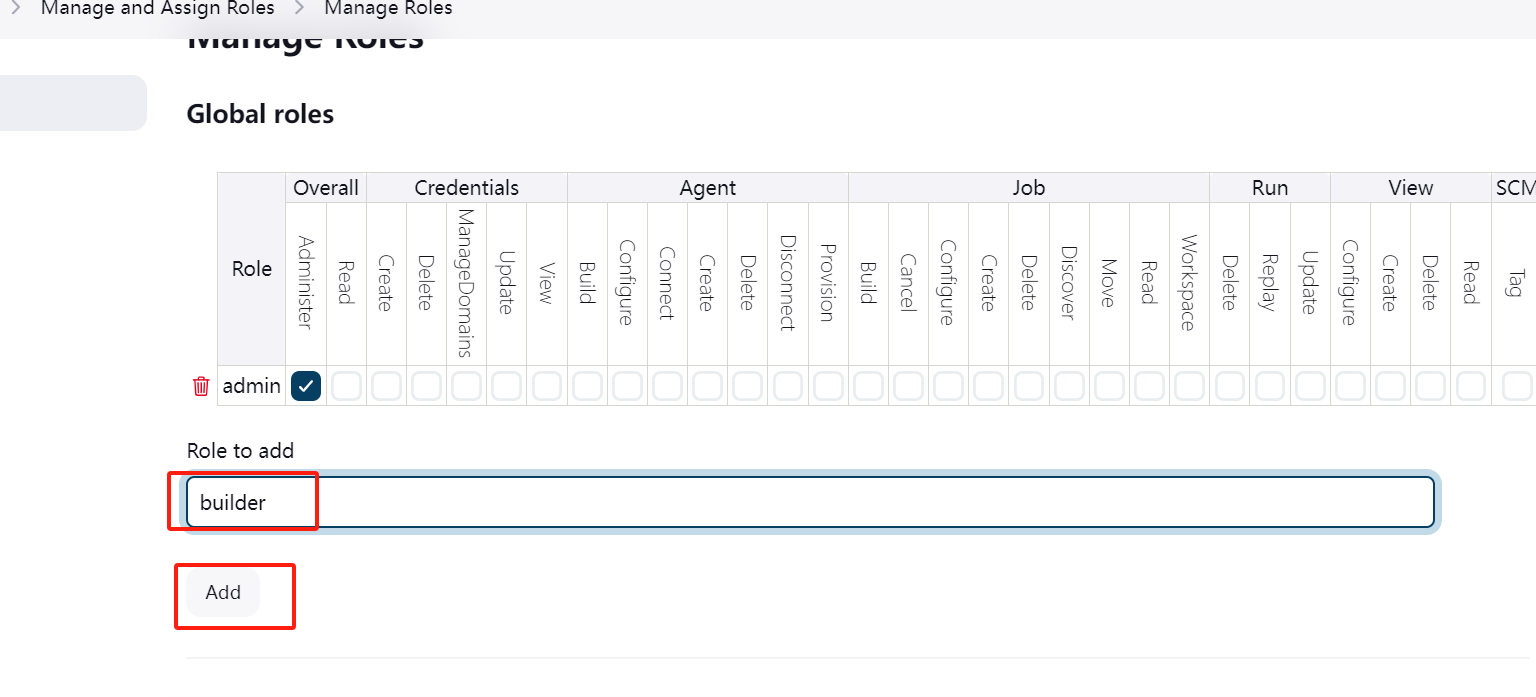 Manage and Assign Roles > Manage Roles
Manage Roles
Global roles
Role Overall Credentials Agent Job Run View SCM
Administer Read Create Delete ManageDomains Update View Build Configure Connect Create Delete Disconnect Provision Build Cancel Configure Create Delete Discover Move Read Workspace Delete Replay Update Configure Create Delete Read Tag
admin
Role to add
builder
Add